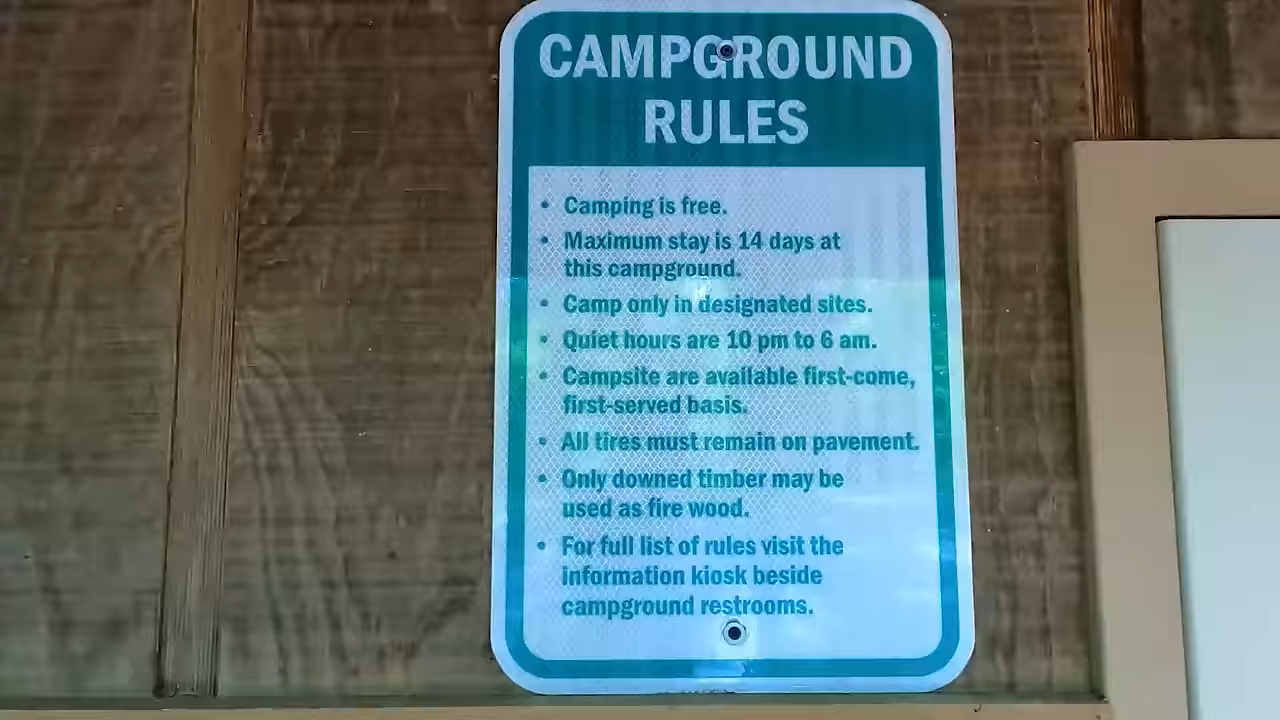 CAMPGROUND
RULES
• Camping is free.
• Maximum stay is 14 days at
this campground.
• Camp only in designated sites.
• Quiet hours are 10 pm to 6 am.
• Campsite are available first-come,
first-served basis.
• All tires must remain on pavement.
• Only downed timber may be
used as fire wood.
• For full list of rules visit the
information kiosk beside
campground restrooms.